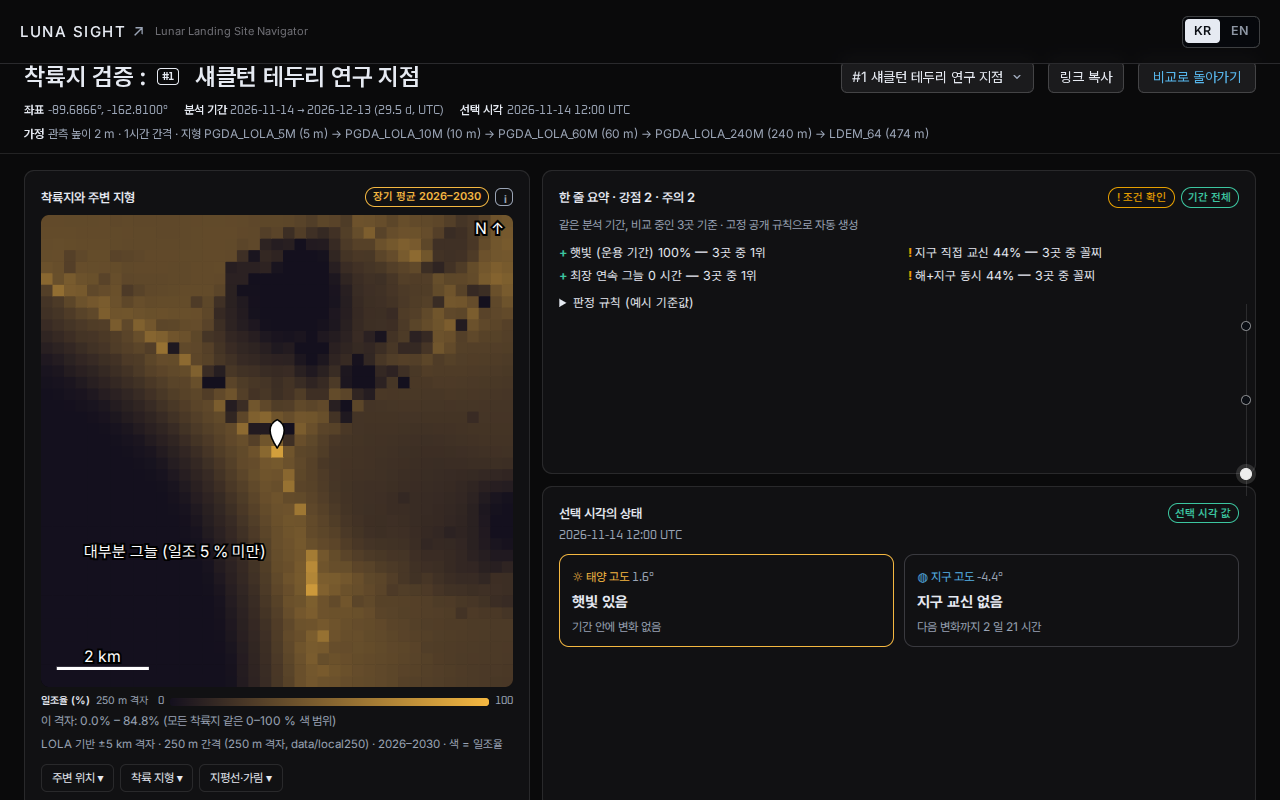 LUNA SIGHT ↗ Lunar Landing Site Navigator
KR EN
착륙지 검증 : #1 섀클턴 테두리 연구 지점
#1 섀클턴 테두리 연구 지점
링크 복사
비교로 돌아가기
좌표 -89.6866°, -162.8100° 분석 기간 2026-11-14 → 2026-12-13 (29.5 d, UTC) 선택 시각 2026-11-14 12:00 UTC
가정 관측 높이 2 m · 1시간 간격 · 지형 PGDA_LOLA_5M (5 m) → PGDA_LOLA_10M (10 m) → PGDA_LOLA_60M (60 m) → PGDA_LOLA_240M (240 m) → LDEM_64 (474 m)
착륙지와 주변 지형
장기 평균 2026–2030 i
N ↑
대부분 그늘 (일조 5 % 미만)
2 km
일조율 (%) 250 m 격자 0 100
이 격자: 0.0% – 84.8% (모든 착륙지 같은 0–100 % 색 범위)
LOLA 기반 ±5 km 격자 · 250 m 간격 (250 m 격자, data/local250) · 2026–2030 · 색 = 일조율
주변 위치 ▾ 착륙 지형 ▾ 지평선·가림 ▾
한 줄 요약 · 강점 2 · 주의 2
! 조건 확인 기간 전체
같은 분석 기간, 비교 중인 3곳 기준 · 고정 공개 규칙으로 자동 생성
+ 햇빛 (운용 기간) 100% — 3곳 중 1위
! 지구 직접 교신 44% — 3곳 중 꼴찌
+ 최장 연속 그늘 0 시간 — 3곳 중 1위
! 해+지구 동시 44% — 3곳 중 꼴찌
▶ 판정 규칙 (예시 기준값)
선택 시각의 상태
선택 시각 값
2026-11-14 12:00 UTC
태양 고도 1.6°
햇빛 있음
기간 안에 변화 없음
지구 고도 -4.4°
지구 교신 없음
다음 변화까지 2 일 21 시간